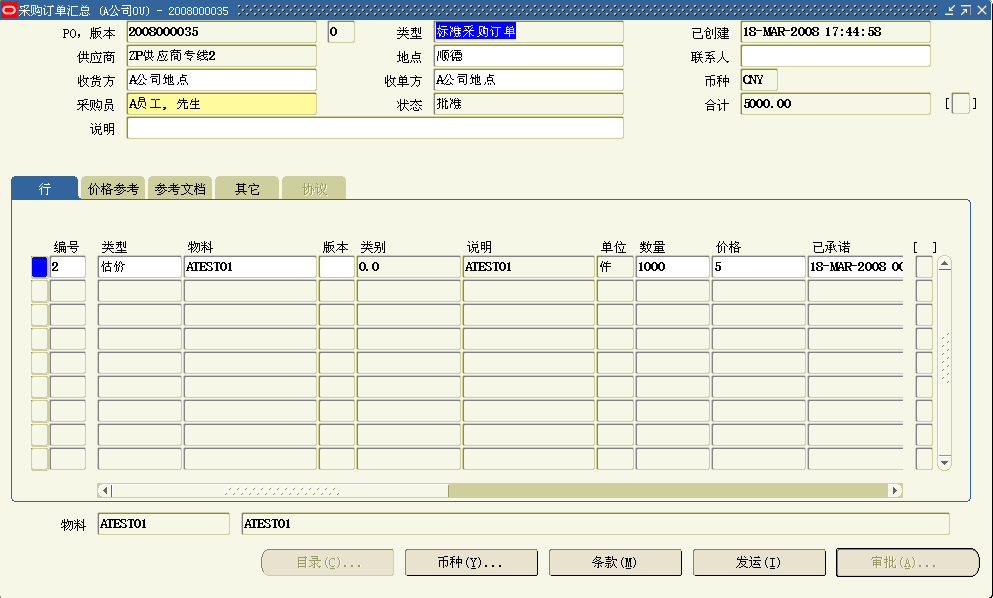 采购订单汇总 (A公司OU) - 2008000035
PO, 版本 2008000035 0 类型 标准采购订单 已创建 18-MAR-2008 17:44:58
供应商 ZP供应商专线2 地点 顺德 联系人
收货方 A公司地点 收单方 A公司地点 币种 CNY
采购员 A员工, 先生 状态 批准 合计 5000.00 [ ]
说明
行 价格参考 参考文档 其它 协议
编号 类型 物料 版本 类别 说明 单位 数量 价格 已承诺 [ ]
2 估价 ATEST01 0.0 ATEST01 件 1000 5 18-MAR-2008 00
物料 ATEST01 ATEST01
目录(C)... 币种(Y)... 条款(M) 发运(I) 审批(A)...